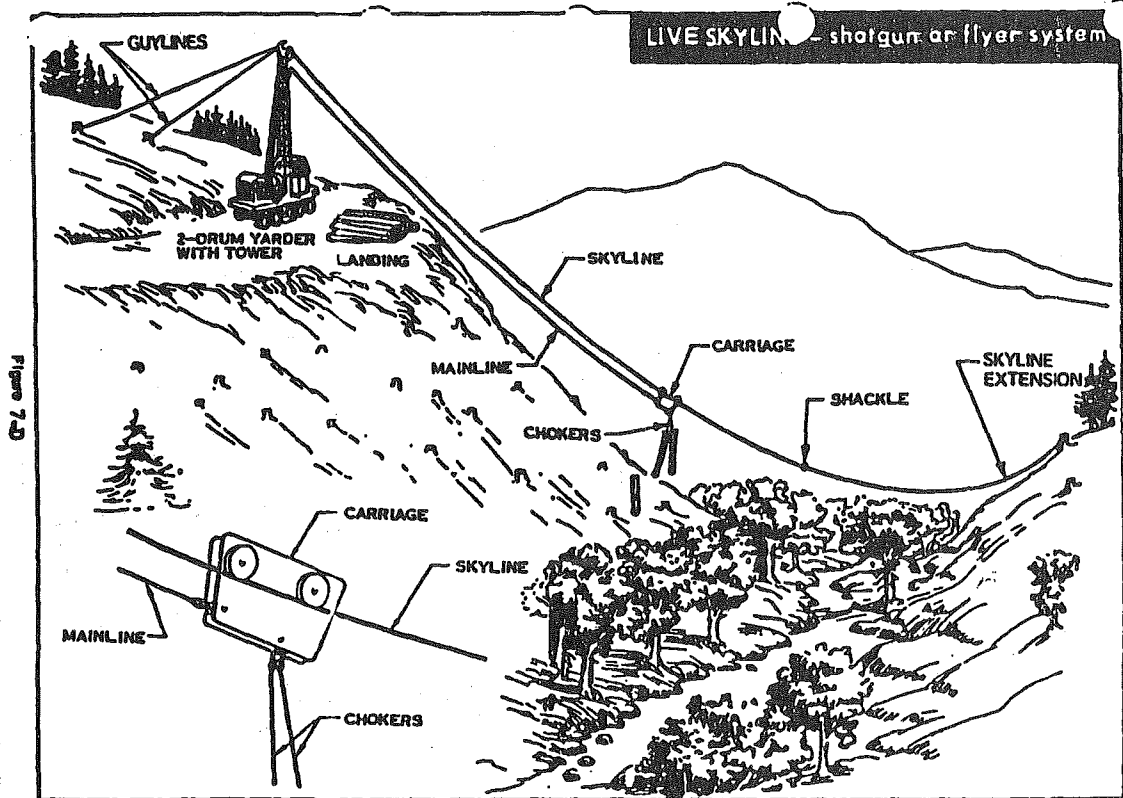 LIVE SKYLINE - shotgun or flyer system
GUYLINES
2-DRUM YARDER
WITH TOWER
LANDING
SKYLINE
MAINLINE
CARRIAGE
CHOKERS
SHACKLE
SKYLINE
EXTENSION
CARRIAGE
SKYLINE
MAINLINE
CHOKERS
Figure 7-D